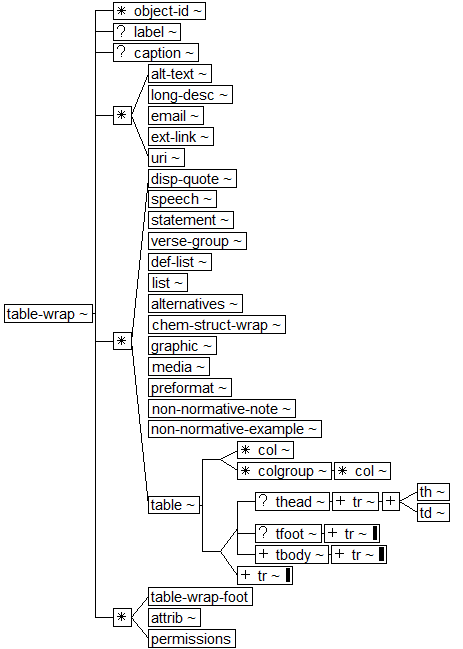 * object-id ~
? label ~
? caption ~
alt-text ~
long-desc ~
* email ~
ext-link ~
uri ~
disp-quote ~
speech ~
statement ~
verse-group ~
def-list ~
list ~
alternatives ~
table-wrap ~
chem-struct-wrap ~
* graphic ~
media ~
preformat ~
non-normative-note ~
non-normative-example ~
* col ~
* colgroup ~ * col ~
table ~
? thead ~ + tr ~ + th ~
td ~
? tfoot ~ + tr ~
+ tbody ~ + tr ~
+ tr ~
table-wrap-foot
* attrib ~
permissions